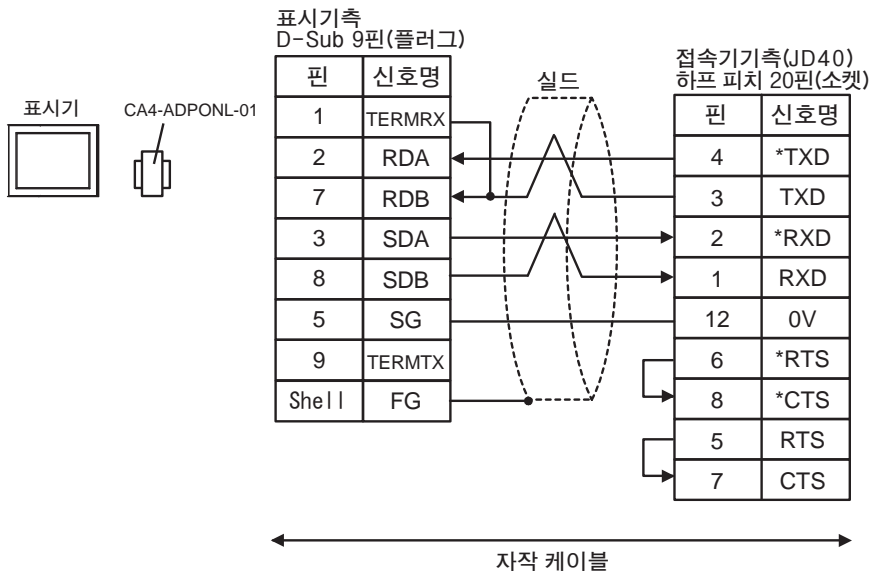 표시기측
D-Sub 9핀(플러그)
핀 신호명
1 TERMRX
2 RDA
7 RDB
3 SDA
8 SDB
5 SG
9 TERMTX
Shell FG
표시기
CA4-ADPONL-01
실드
접속기기측(JD40)
하프 피치 20핀(소켓)
핀 신호명
4 *TXD
3 TXD
2 *RXD
1 RXD
12 0V
6 *RTS
8 *CTS
5 RTS
7 CTS
자작 케이블